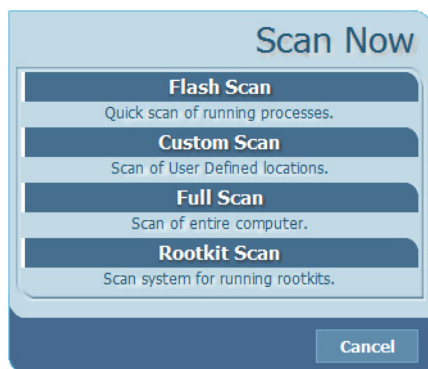 Scan Now
Flash Scan
Quick scan of running processes.
Custom Scan
Scan of User Defined locations.
Full Scan
Scan of entire computer.
Rootkit Scan
Scan system for running rootkits.
Cancel